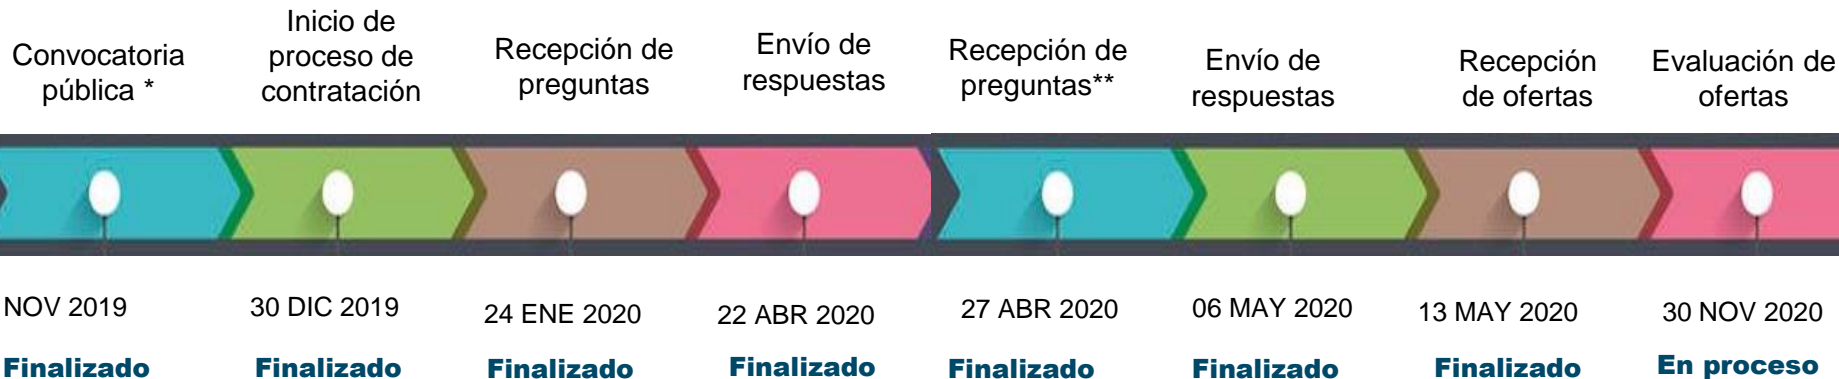 Convocatoria
pública *
Inicio de
proceso de
contratación
Recepción de
preguntas
Envío de
respuestas
Recepción de
preguntas**
Envío de
respuestas
Recepción
de ofertas
Evaluación de
ofertas
NOV 2019
30 DIC 2019
24 ENE 2020
22 ABR 2020
27 ABR 2020
06 MAY 2020
13 MAY 2020
30 NOV 2020
Finalizado
Finalizado
Finalizado
Finalizado
Finalizado
Finalizado
Finalizado
En proceso